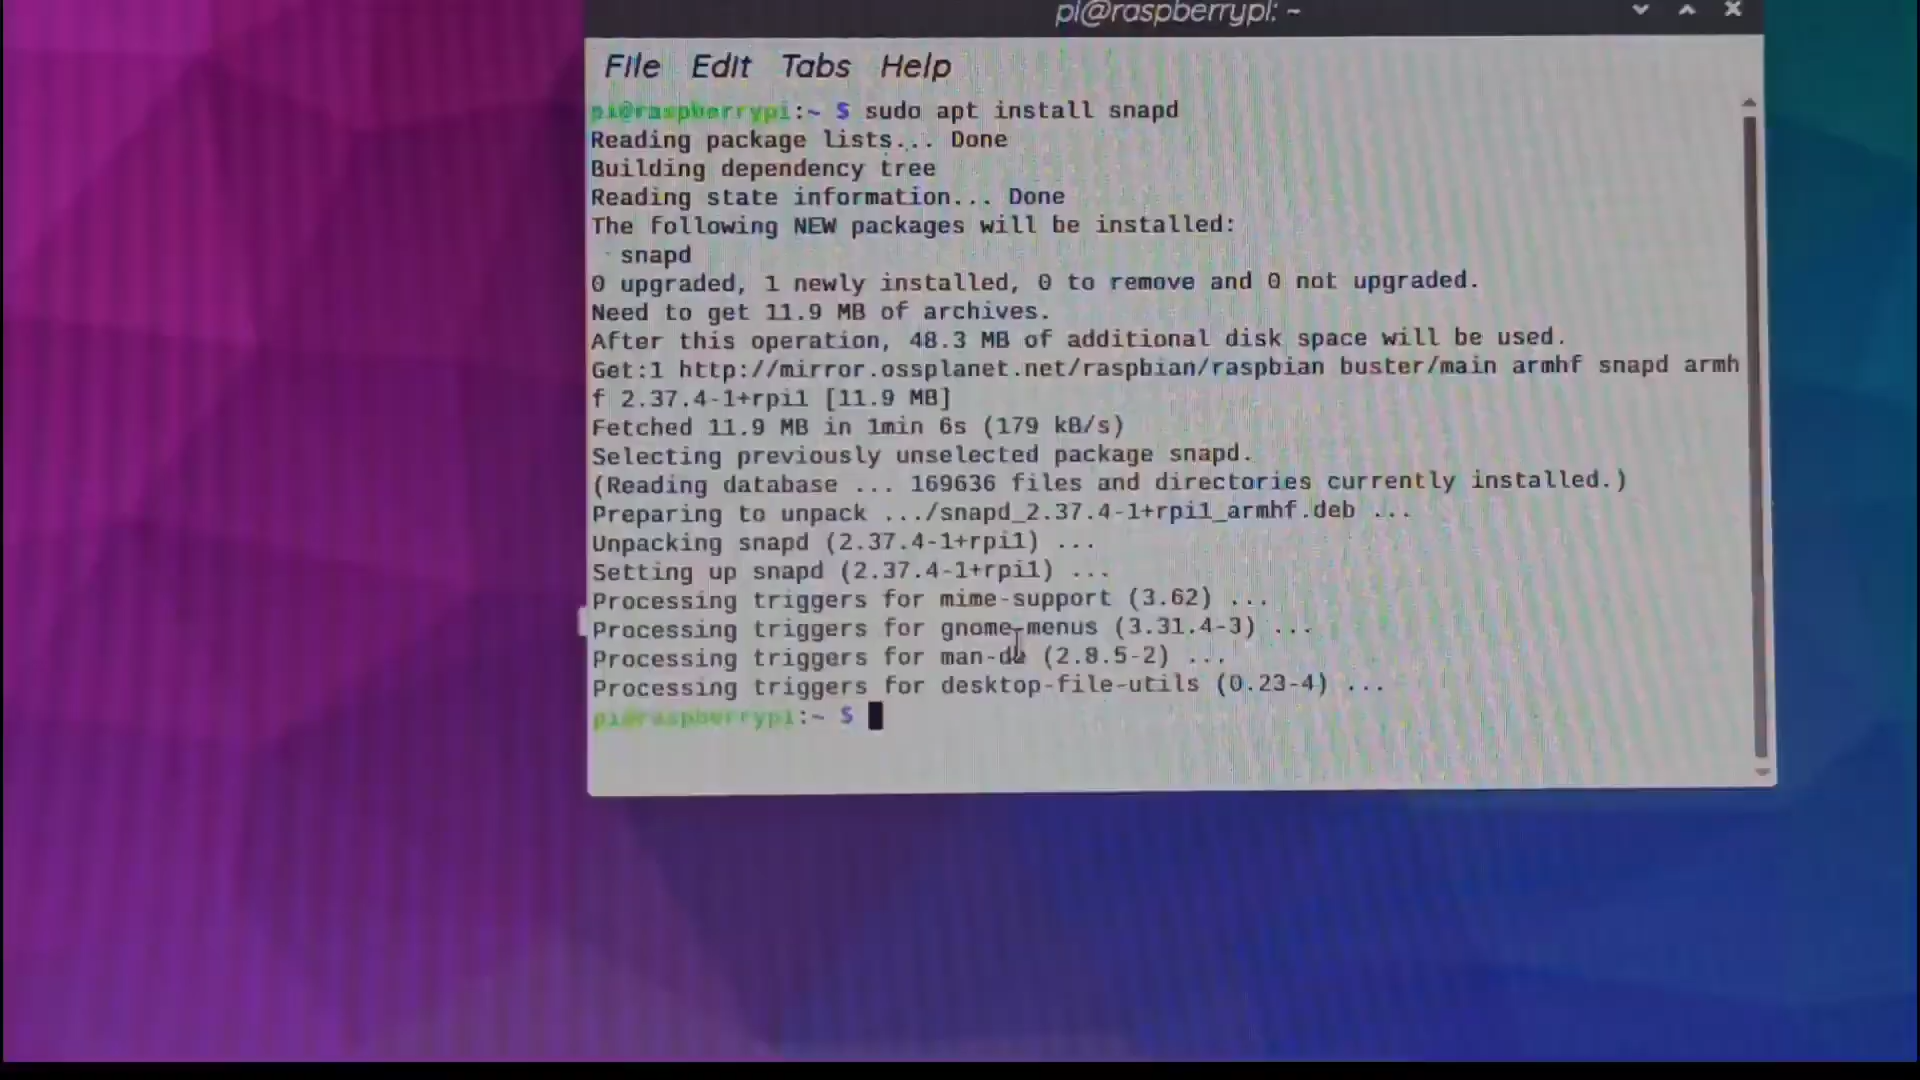 pi@raspberrypi: ~
File Edit Tabs Help
pi@raspberrypi:~ $ sudo apt install snapd
Reading package lists... Done
Building dependency tree
Reading state information... Done
The following NEW packages will be installed:
  snapd
0 upgraded, 1 newly installed, 0 to remove and 0 not upgraded.
Need to get 11.9 MB of archives.
After this operation, 48.3 MB of additional disk space will be used.
Get:1 http://mirror.ossplanet.net/raspbian/raspbian buster/main armhf snapd armh
f 2.37.4-1+rpi1 [11.9 MB]
Fetched 11.9 MB in 1min 6s (179 kB/s)
Selecting previously unselected package snapd.
(Reading database ... 169636 files and directories currently installed.)
Preparing to unpack .../snapd_2.37.4-1+rpi1_armhf.deb ...
Unpacking snapd (2.37.4-1+rpi1) ...
Setting up snapd (2.37.4-1+rpi1) ...
Processing triggers for mime-support (3.62) ...
Processing triggers for gnome-menus (3.31.4-3) ...
Processing triggers for man-db (2.8.5-2) ...
Processing triggers for desktop-file-utils (0.23-4) ...
pi@raspberrypi:~ $